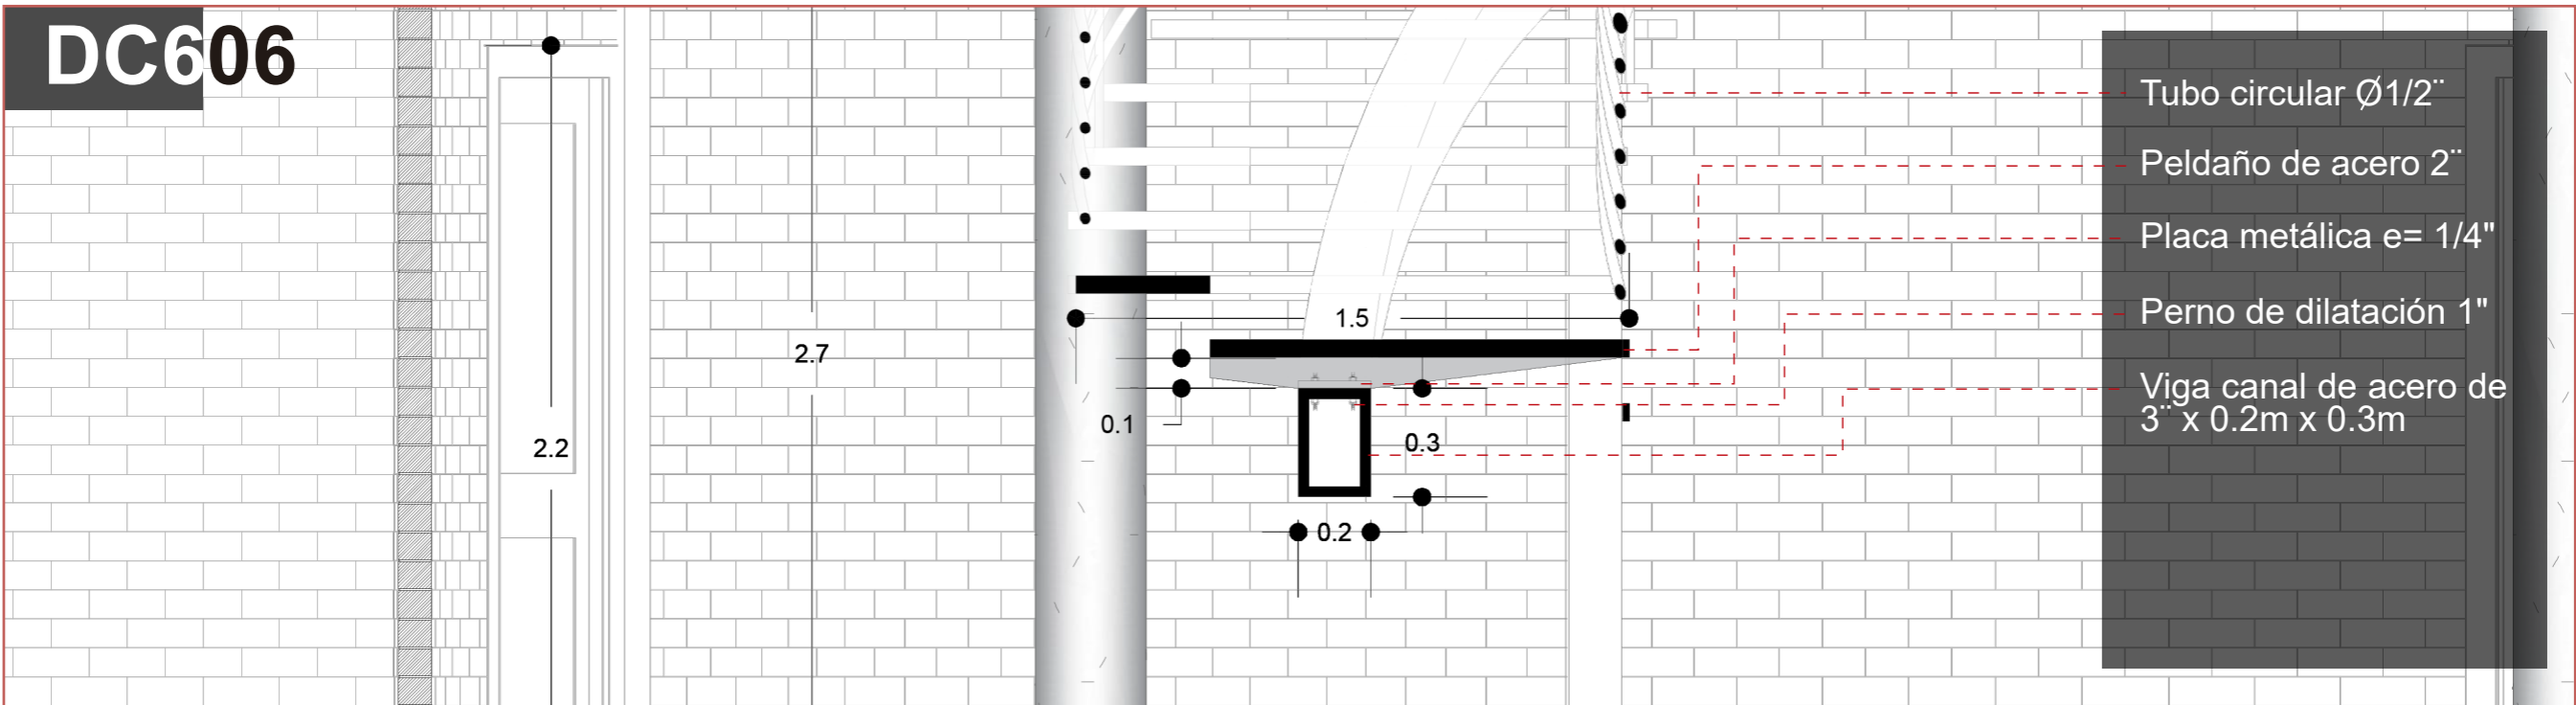 DC606
Tubo circular Ø1/2¨
Peldaño de acero 2¨
Placa metálica e= 1/4"
Perno de dilatación 1"
Viga canal de acero de
3¨ x 0.2m x 0.3m
1.5
2.7
0.1
0.3
2.2
0.2